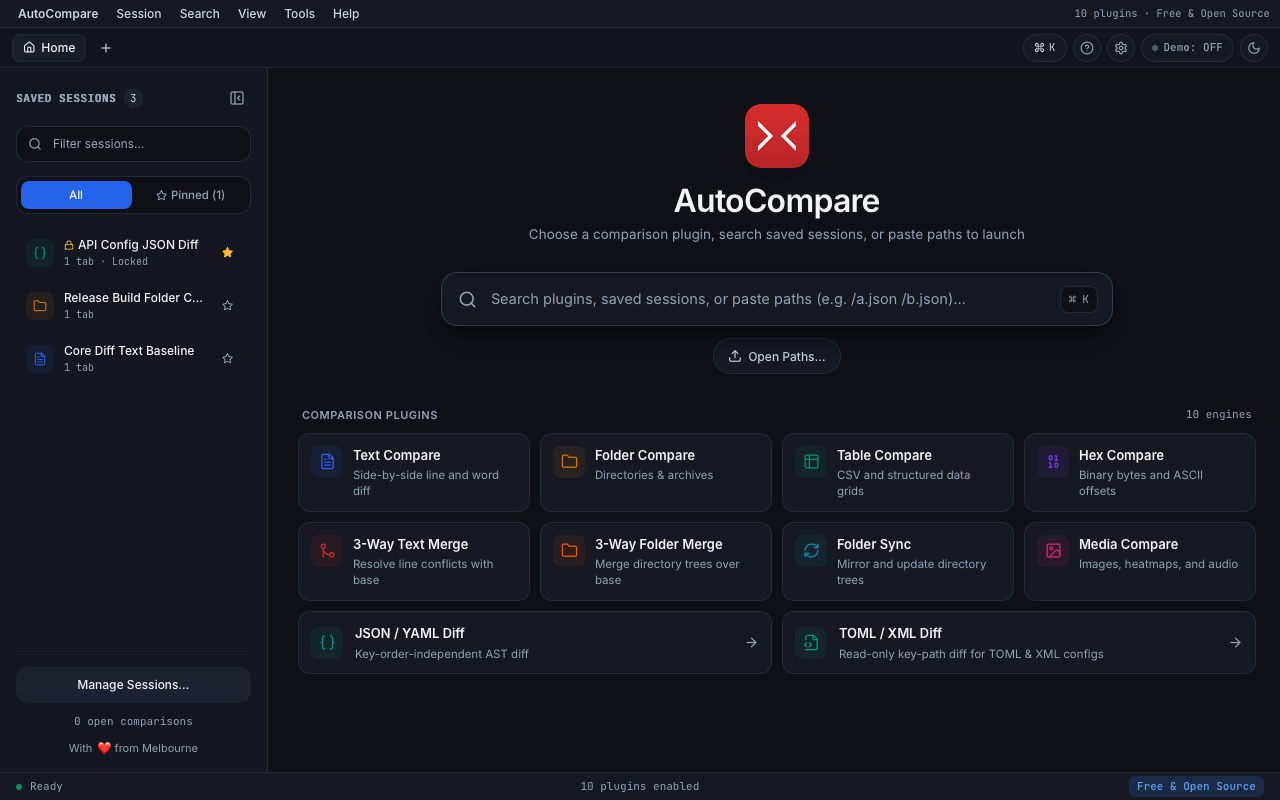 AutoCompare Session Search View Tools Help
10 plugins · Free & Open Source
Home
⌘ K
Demo: OFF
SAVED SESSIONS 3
Filter sessions...
All
Pinned (1)
API Config JSON Diff
1 tab · Locked
Release Build Folder C...
1 tab
Core Diff Text Baseline
1 tab
Manage Sessions...
0 open comparisons
With ❤️ from Melbourne
AutoCompare
Choose a comparison plugin, search saved sessions, or paste paths to launch
Search plugins, saved sessions, or paste paths (e.g. /a.json /b.json)...
⌘ K
Open Paths...
COMPARISON PLUGINS
10 engines
Text Compare
Side-by-side line and word
diff
Folder Compare
Directories & archives
Table Compare
CSV and structured data
grids
01
10
Hex Compare
Binary bytes and ASCII
offsets
3-Way Text Merge
Resolve line conflicts with
base
3-Way Folder Merge
Merge directory trees over
base
Folder Sync
Mirror and update directory
trees
Media Compare
Images, heatmaps, and audio
JSON / YAML Diff
Key-order-independent AST diff
TOML / XML Diff
Read-only key-path diff for TOML & XML configs
Ready
10 plugins enabled
Free & Open Source